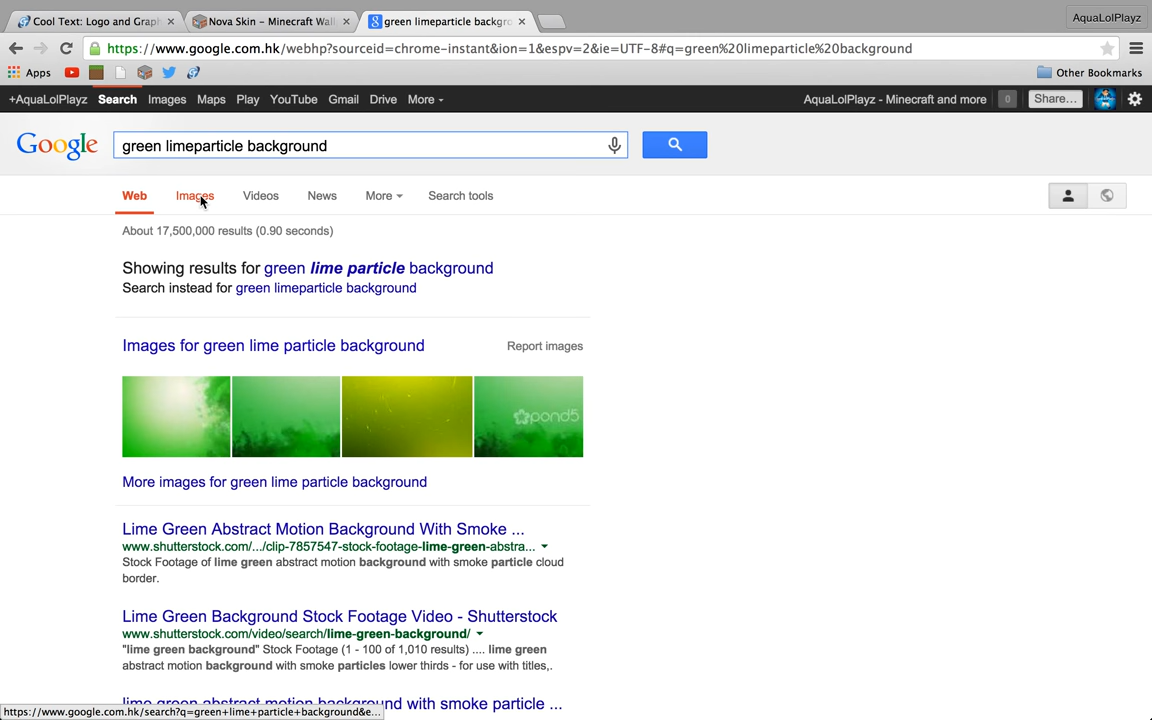 Cool Text: Logo and Graph
Nova Skin - Minecraft Wall
green limeparticle backgro
AquaLolPlayz
https://www.google.com.hk/webhp?sourceid=chrome-instant&ion=1&espv=2&ie=UTF-8#q=green%20limeparticle%20background
Apps
Other Bookmarks
+AquaLolPlayz Search Images Maps Play YouTube Gmail Drive More
AquaLolPlayz - Minecraft and more 0 Share...
Google
green limeparticle background
Web Images Videos News More Search tools
About 17,500,000 results (0.90 seconds)
Showing results for green lime particle background
Search instead for green limeparticle background
Images for green lime particle background
Report images
pond5
More images for green lime particle background
Lime Green Abstract Motion Background With Smoke ...
www.shutterstock.com/.../clip-7857547-stock-footage-lime-green-abstra...
Stock Footage of lime green abstract motion background with smoke particle cloud
border.
Lime Green Background Stock Footage Video - Shutterstock
www.shutterstock.com/video/search/lime-green-background/
"lime green background" Stock Footage (1 - 100 of 1,010 results) .... lime green
abstract motion background with smoke particles lower thirds - for use with titles,.
lime green abstract motion background with smoke particle ...
https://www.google.com.hk/search?q=green+lime+particle+background&e...